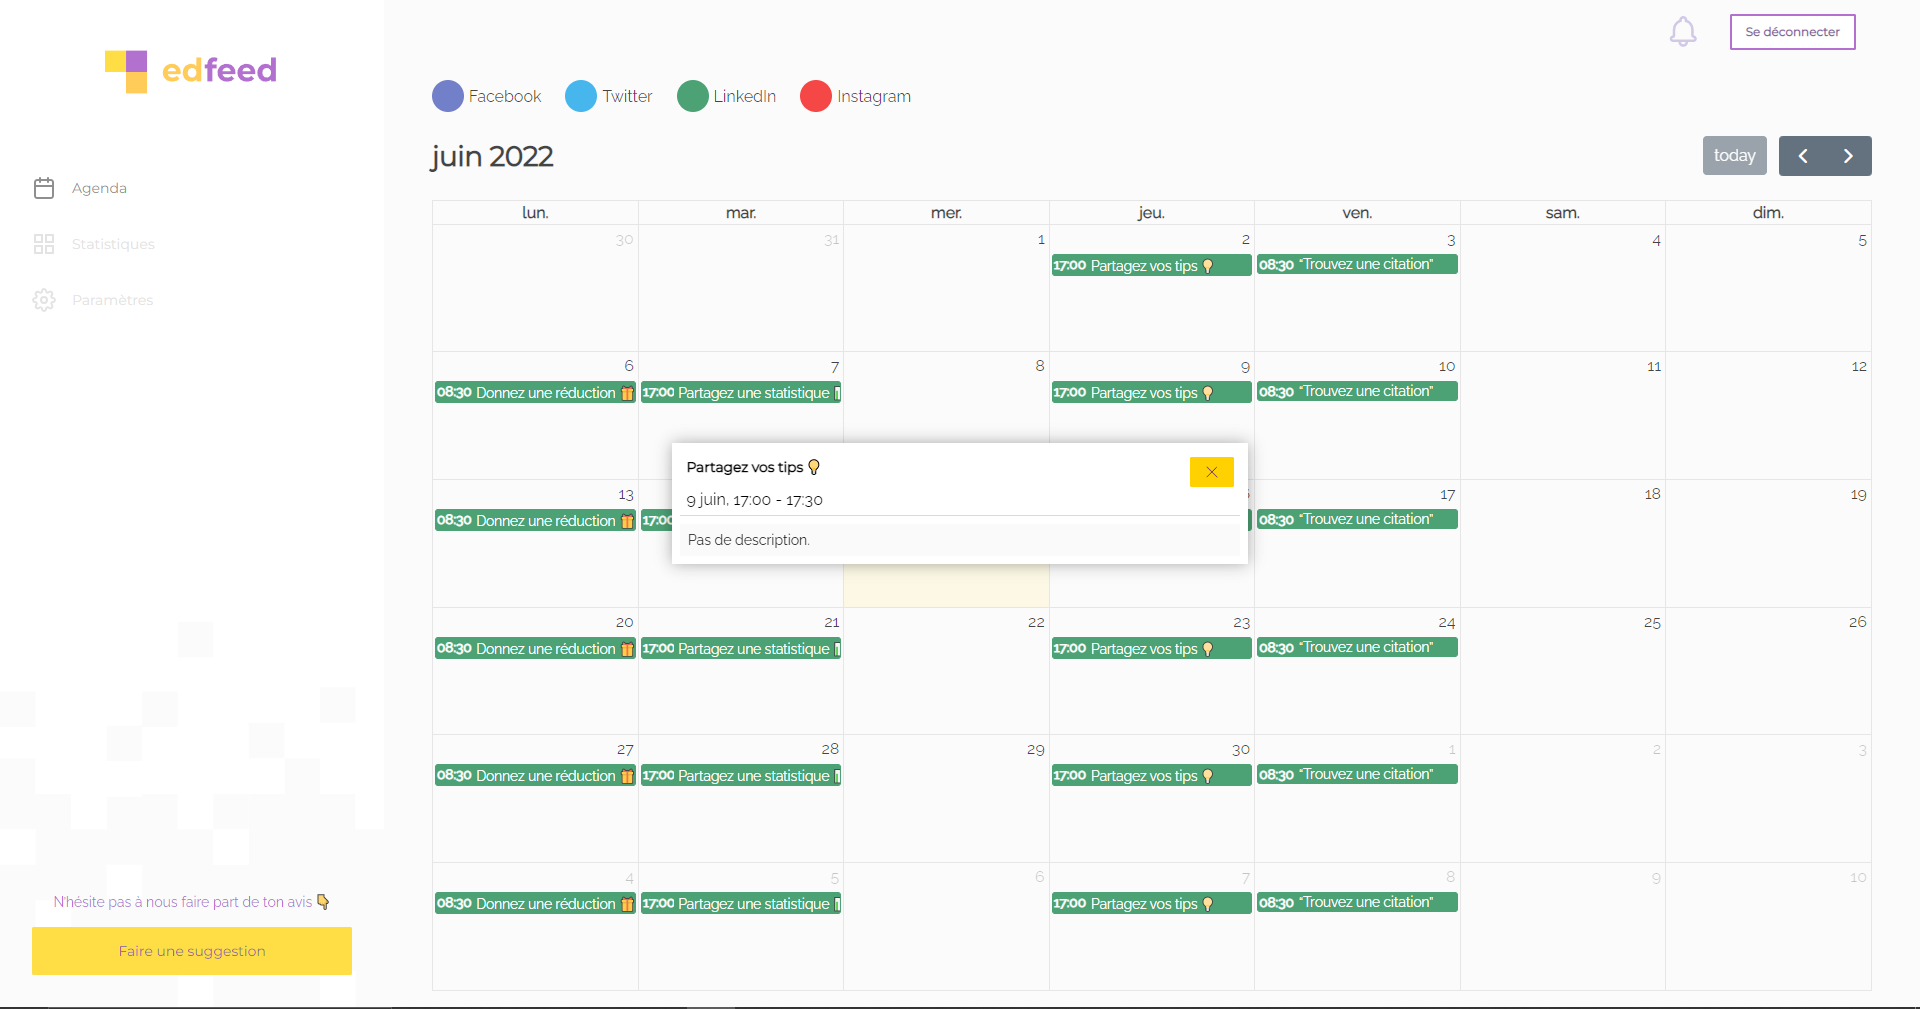 edfeed
Se déconnecter
Facebook Twitter LinkedIn Instagram
juin 2022
today
Agenda
Statistiques
Paramètres
lun. mar. mer. jeu. ven. sam. dim.
30 31 1 2 3 4 5
17:00 Partagez vos tips 💡 08:30 "Trouvez une citation"
6 7 8 9 10 11 12
08:30 Donnez une réduction 🎁 17:00 Partagez une statistique 17:00 Partagez vos tips 💡 08:30 "Trouvez une citation"
Partagez vos tips 💡
9 juin, 17:00 - 17:30
Pas de description.
13 17 18 19
08:30 Donnez une réduction 🎁 17:00 08:30 "Trouvez une citation"
20 21 22 23 24 25 26
08:30 Donnez une réduction 🎁 17:00 Partagez une statistique 17:00 Partagez vos tips 💡 08:30 "Trouvez une citation"
27 28 29 30 1 2 3
08:30 Donnez une réduction 🎁 17:00 Partagez une statistique 17:00 Partagez vos tips 💡 08:30 "Trouvez une citation"
4 5 6 7 8 9 10
08:30 Donnez une réduction 🎁 17:00 Partagez une statistique 17:00 Partagez vos tips 💡 08:30 "Trouvez une citation"
N'hésite pas à nous faire part de ton avis 👇
Faire une suggestion